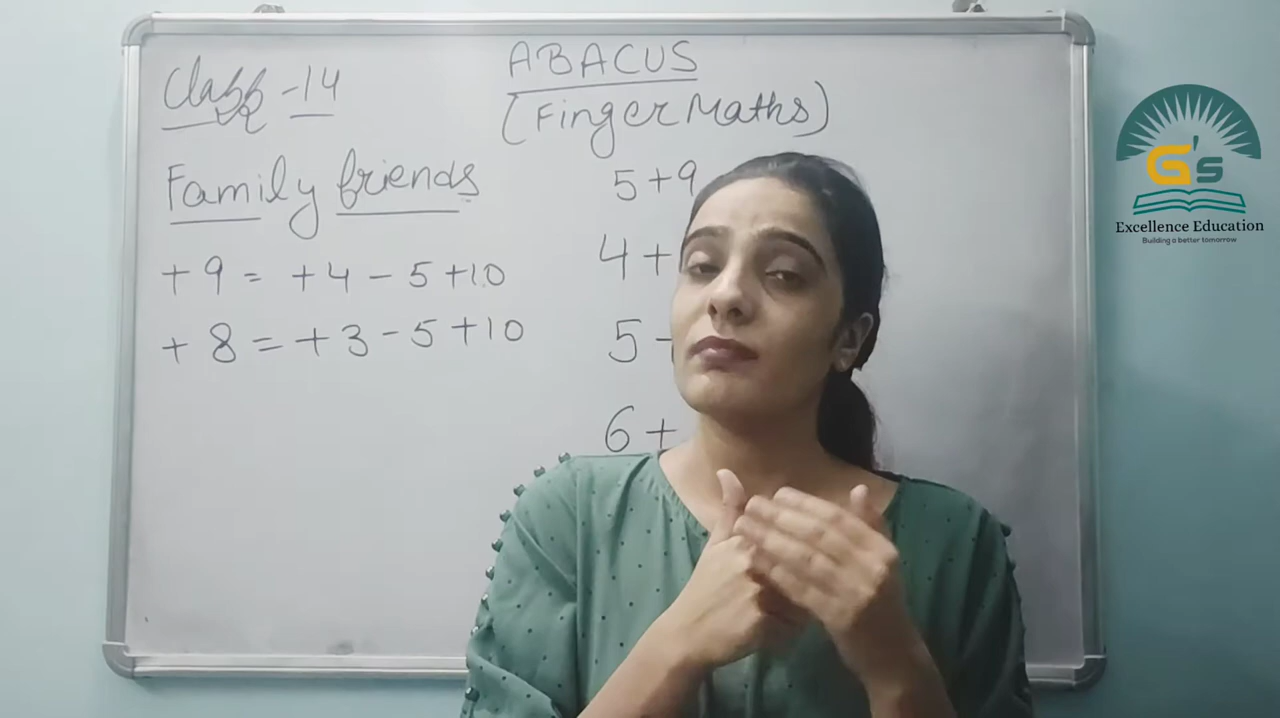 Class - 14
ABACUS
(Finger Maths)
Family friends
+ 9 = + 4 - 5 + 10
+ 8 = + 3 - 5 + 10
5 + 9
4 +
5 -
6 +
G's
Excellence Education
Building a better tomorrow